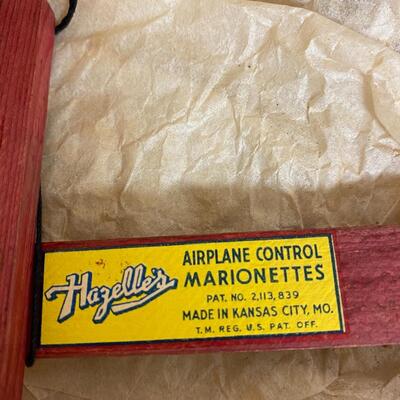 Hazelle's
AIRPLANE CONTROL
MARIONETTES
PAT. NO. 2,113,839
MADE IN KANSAS CITY, MO.
T.M. REG. U.S. PAT. OFF.